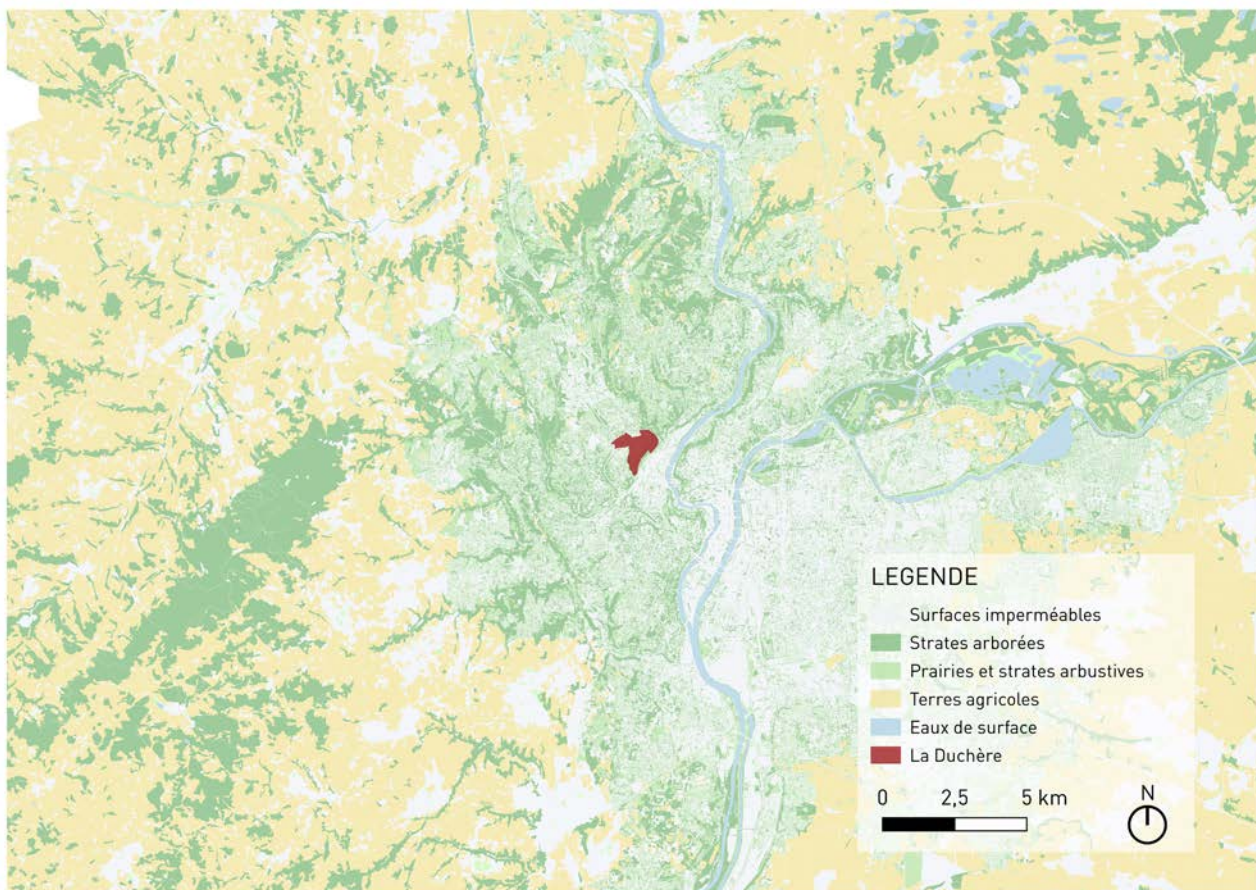 LEGENDE
Surfaces imperméables
Strates arborées
Prairies et strates arbustives
Terres agricoles
Eaux de surface
La Duchère
0 2,5 5 km
N